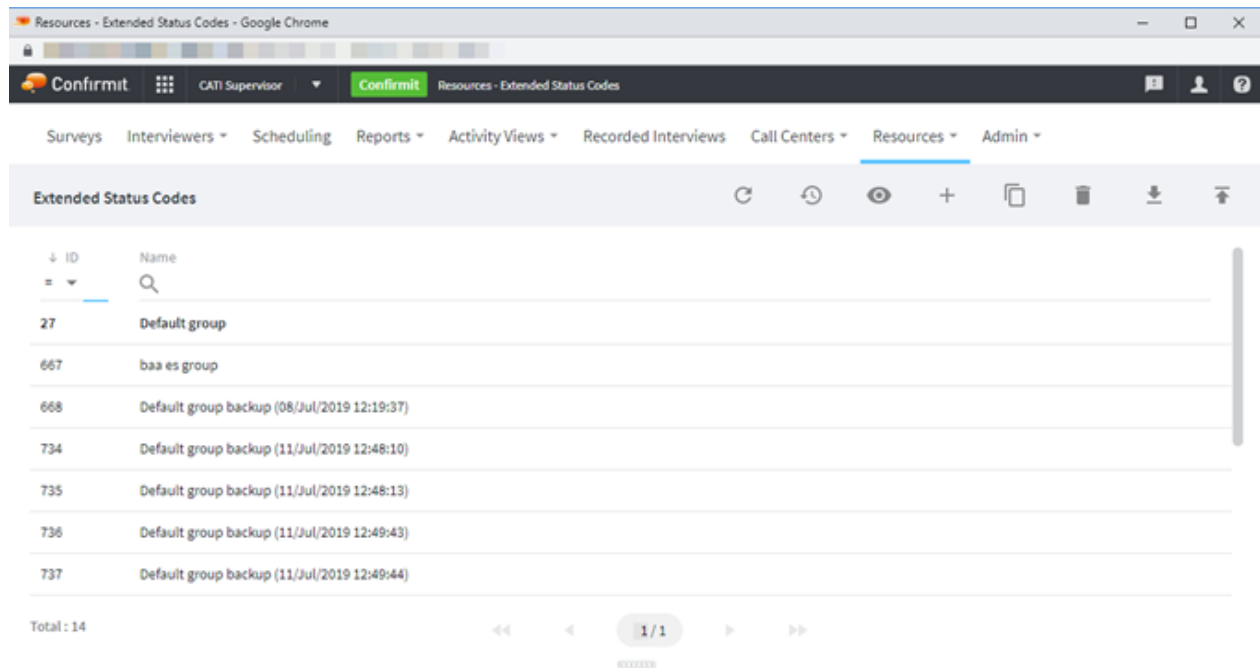 Resources - Extended Status Codes - Google Chrome
Confirmit CATI Supervisor Confirmit Resources - Extended Status Codes
Surveys Interviewers Scheduling Reports Activity Views Recorded Interviews Call Centers Resources Admin
Extended Status Codes
↓ ID Name
=
27 Default group
667 baa es group
668 Default group backup (08/Jul/2019 12:19:37)
734 Default group backup (11/Jul/2019 12:48:10)
735 Default group backup (11/Jul/2019 12:48:13)
736 Default group backup (11/Jul/2019 12:49:43)
737 Default group backup (11/Jul/2019 12:49:44)
Total : 14 1 / 1